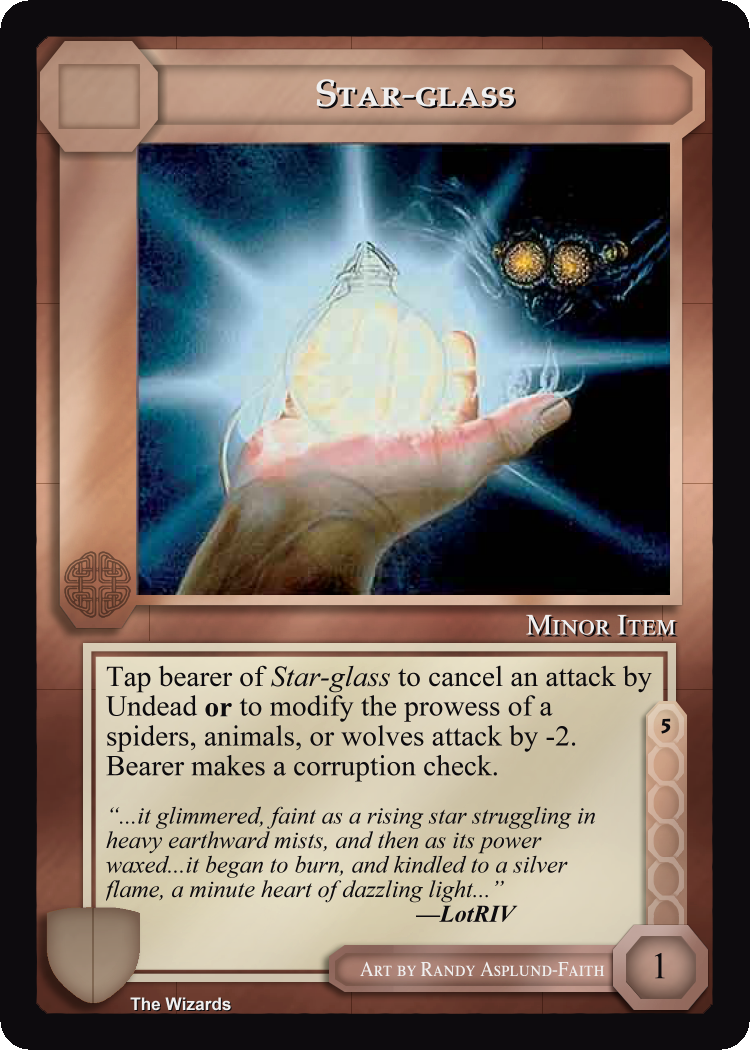 Star-glass
Minor Item
Tap bearer of Star-glass to cancel an attack by
Undead or to modify the prowess of a
spiders, animals, or wolves attack by -2.
Bearer makes a corruption check.
5
“...it glimmered, faint as a rising star struggling in
heavy earthward mists, and then as its power
waxed...it began to burn, and kindled to a silver
flame, a minute heart of dazzling light...”
—LotRIV
Art by Randy Asplund-Faith
1
The Wizards